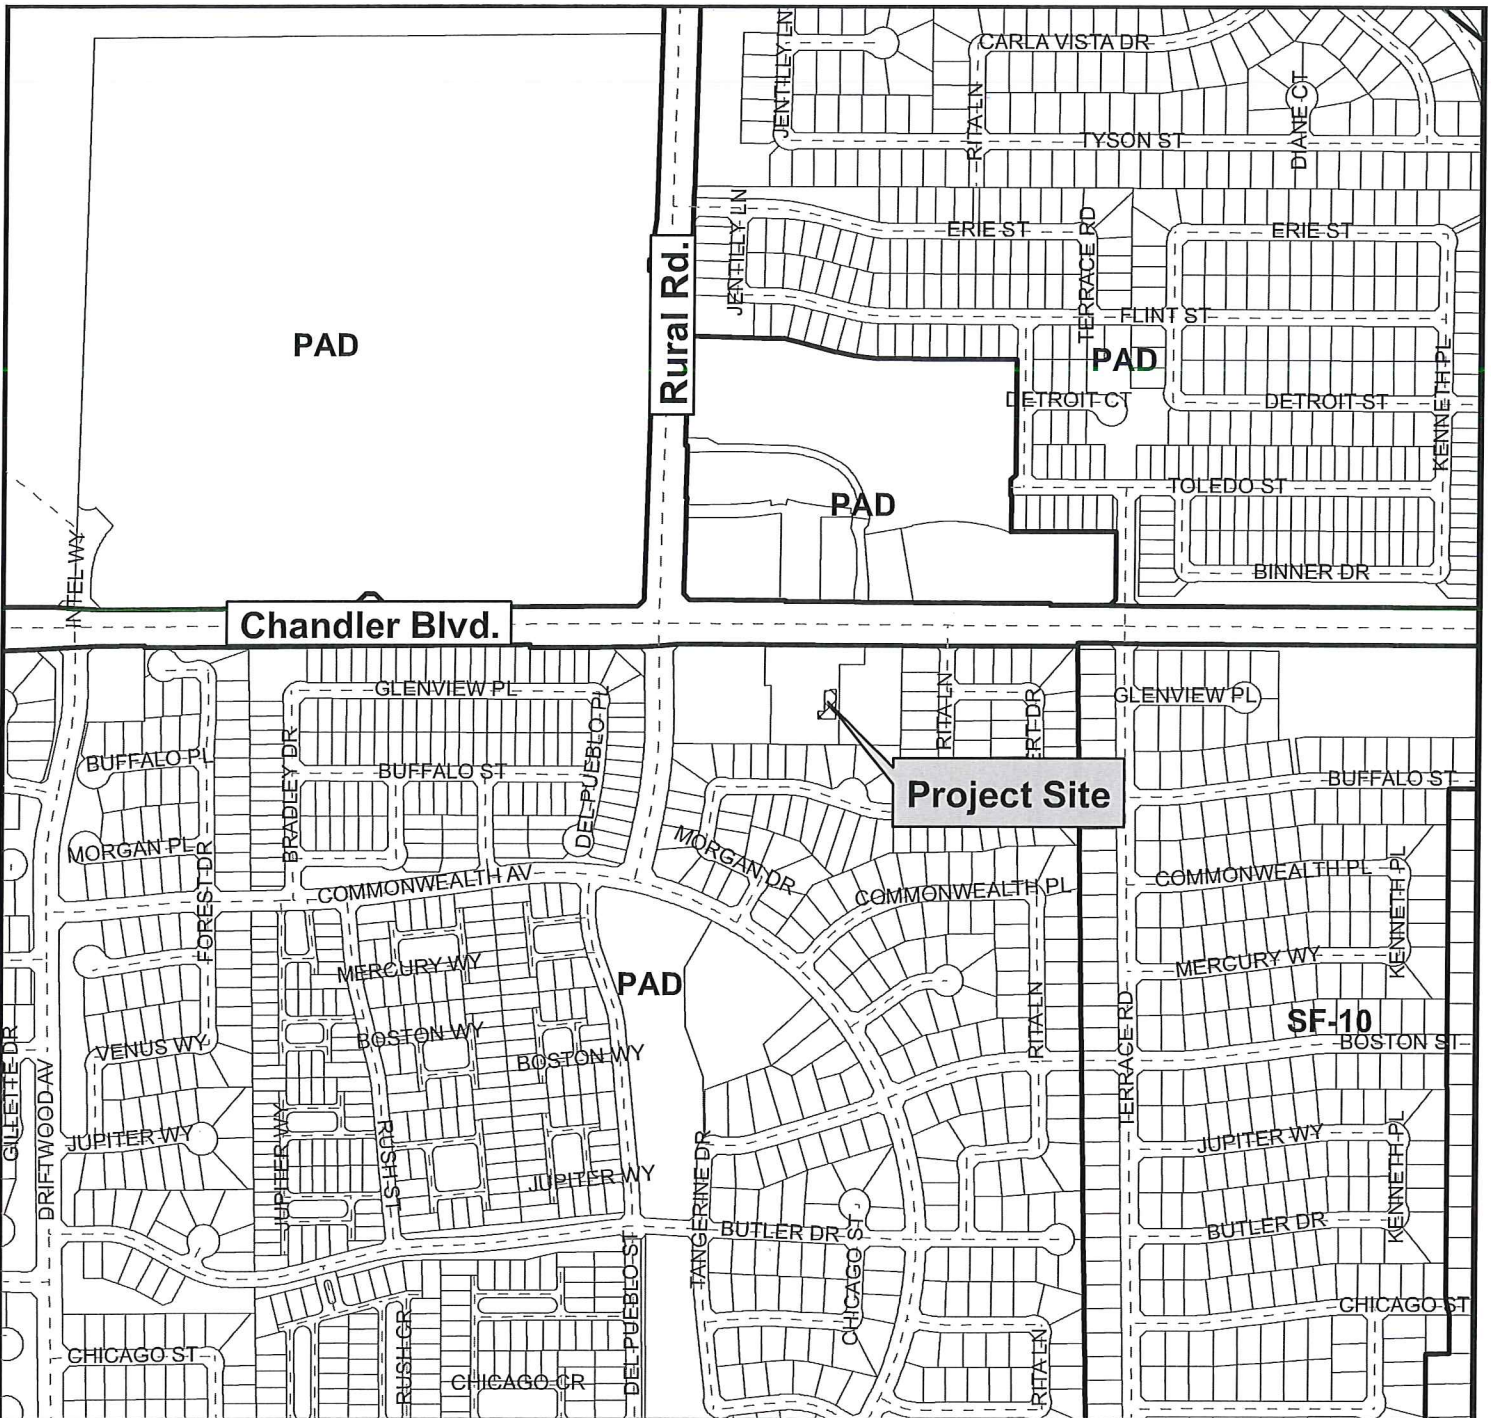 JENTILLY LN
CARLA VISTA DR
RITA LN
DIANE CT
TYSON ST
JENTILLY LN
ERIE ST
TERRACE RD
ERIE ST
Rural Rd.
FLINT ST
PAD
PAD
KENNETH PL
DETROIT CT
DETROIT ST
PAD
TOLEDO ST
INTEL WY
BINNER DR
Chandler Blvd.
GLENVIEW PL
DEL PUEBLO PL
RITA LN
ERT DR
GLENVIEW PL
BUFFALO PL
BRADLEY DR
BUFFALO ST
Project Site
BUFFALO ST
MORGAN PL
FOREST DR
MORGAN DR
COMMONWEALTH AV
COMMONWEALTH PL
COMMONWEALTH PL
KENNETH PL
MERCURY WY
PAD
MERCURY WY
RITA LN
TERRACE RD
SF-10
GILLETTE DR
VENUS WY
BOSTON WY
BOSTON WY
BOSTON ST
DRIFTWOOD AV
JUPITER WY
JUPITER WY
RUSH ST
JUPITER WY
TANGERINE DR
JUPITER WY
KENNETH PL
BUTLER DR
CHICAGO ST
BUTLER DR
DEL PUEBLO ST
CHICAGO ST
CHICAGO ST
RUSH CR
CHICAGO CR
RITA LN